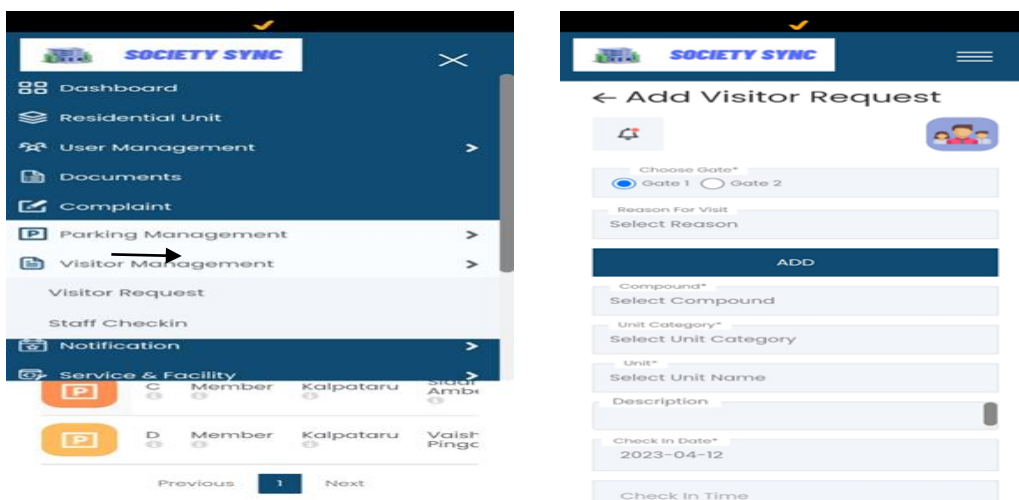 SOCIETY SYNC
Dashboard
Residential Unit
User Management
Documents
Complaint
Parking Management
Visitor Management
Visitor Request
Staff Checkin
Notification
Service & Facility
C Member Kalpataru
D Member Kalpataru Vaish
Pingc
Previous 1 Next
SOCIETY SYNC
← Add Visitor Request
Choose Gate*
Gate 1 Gate 2
Reason For Visit
Select Reason
ADD
Compound*
Select Compound
Unit Category*
Select Unit Category
Unit*
Select Unit Name
Description
Check In Date*
2023-04-12
Check In Time